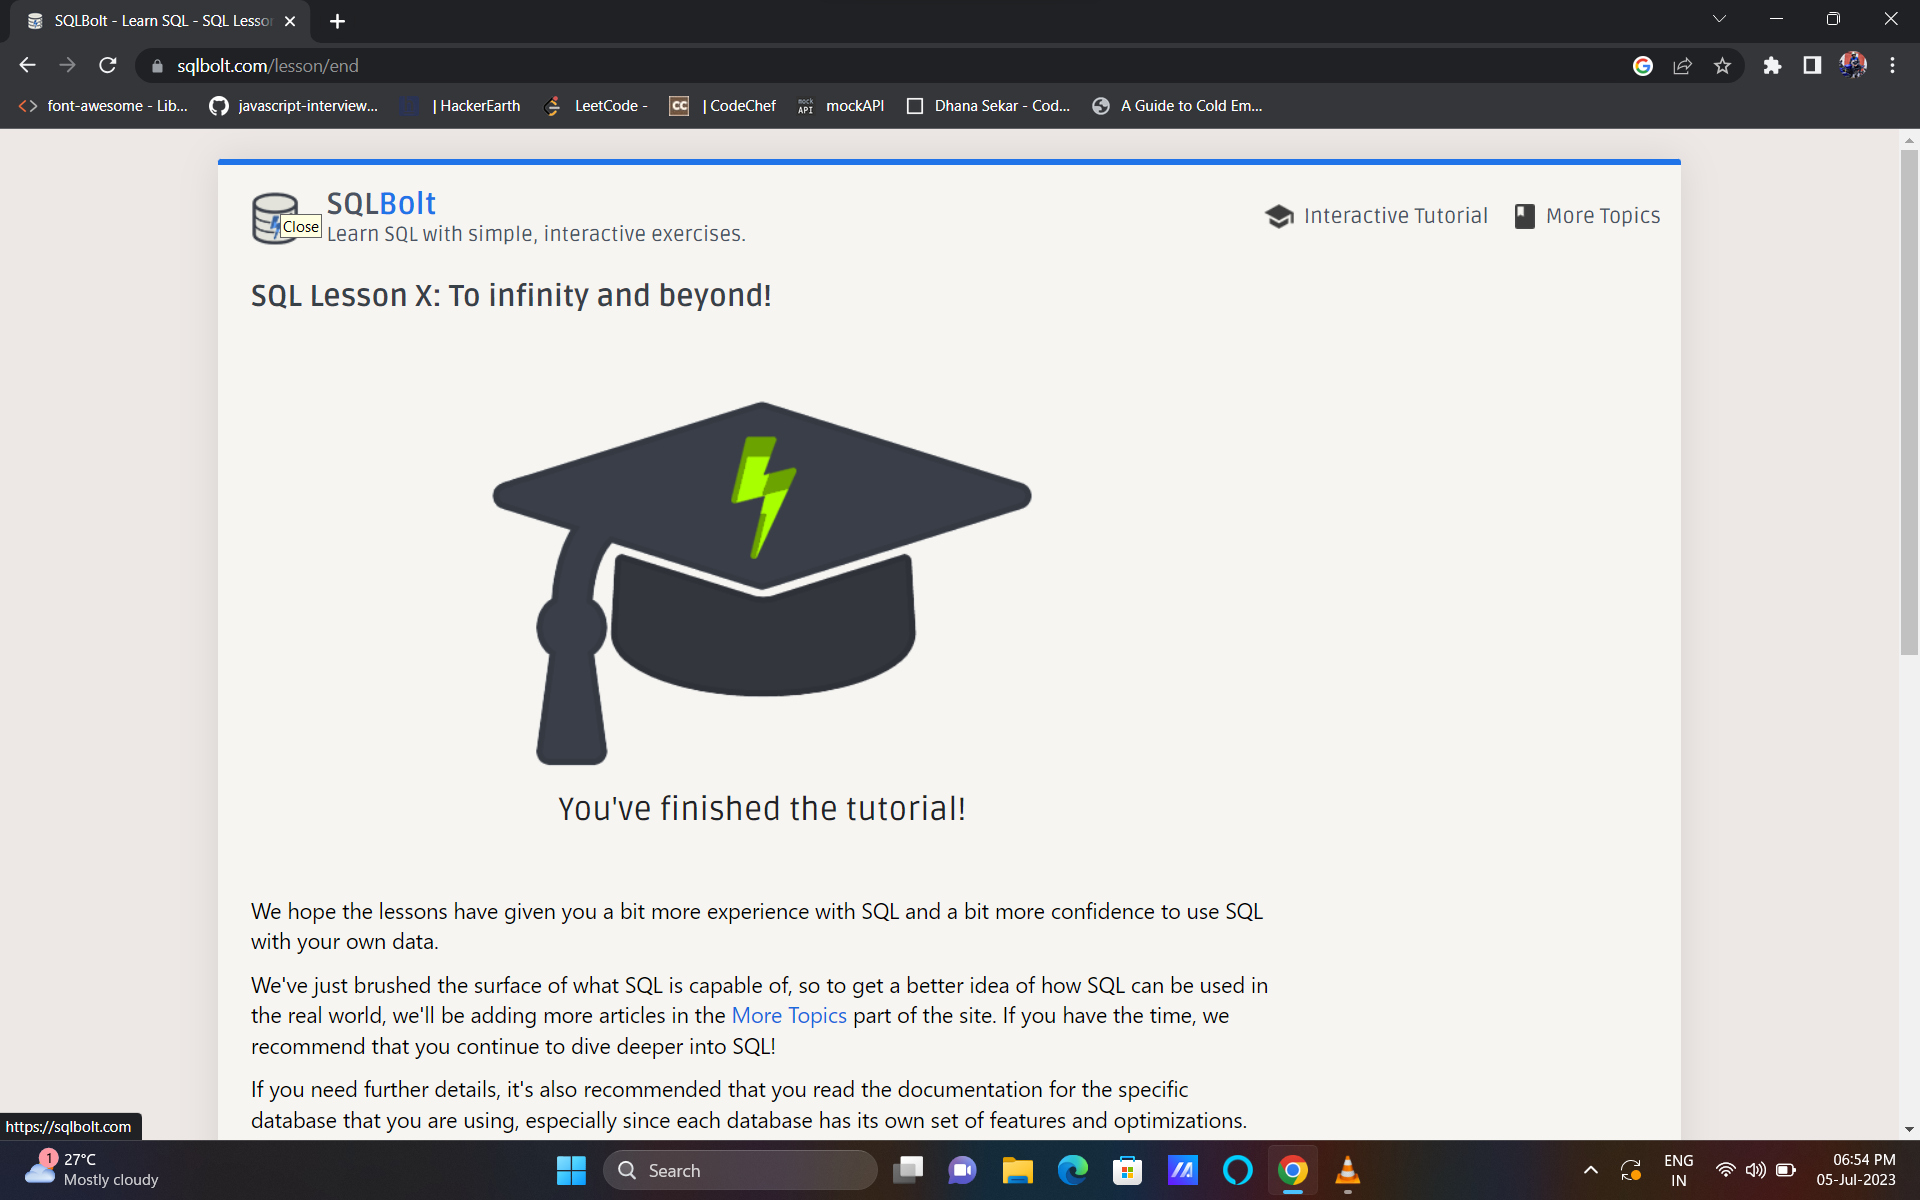 SQLBolt - Learn SQL - SQL Lesso
sqlbolt.com/lesson/end
font-awesome - Lib...
javascript-interview...
| HackerEarth
LeetCode -
CC
| CodeChef
mock
API
mockAPI
Dhana Sekar - Cod...
A Guide to Cold Em...
SQLBolt
Close
Learn SQL with simple, interactive exercises.
Interactive Tutorial
More Topics
SQL Lesson X: To infinity and beyond!
You've finished the tutorial!
We hope the lessons have given you a bit more experience with SQL and a bit more confidence to use SQL
with your own data.
We've just brushed the surface of what SQL is capable of, so to get a better idea of how SQL can be used in
the real world, we'll be adding more articles in the More Topics part of the site. If you have the time, we
recommend that you continue to dive deeper into SQL!
If you need further details, it's also recommended that you read the documentation for the specific
database that you are using, especially since each database has its own set of features and optimizations.
https://sqlbolt.com
1
27°C
Mostly cloudy
Search
ENG
IN
06:54 PM
05-Jul-2023